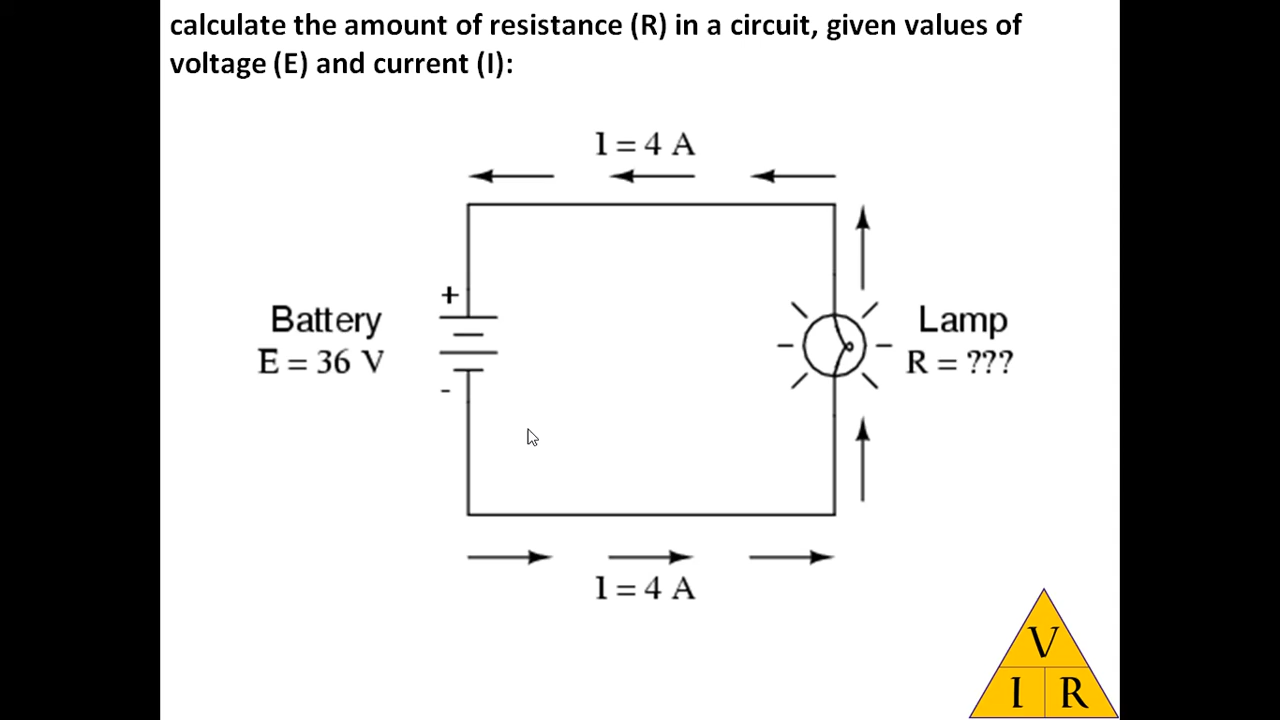 calculate the amount of resistance (R) in a circuit, given values of
voltage (E) and current (I):
I = 4 A
+
Battery
E = 36 V
-
Lamp
R = ???
I = 4 A
V
I R